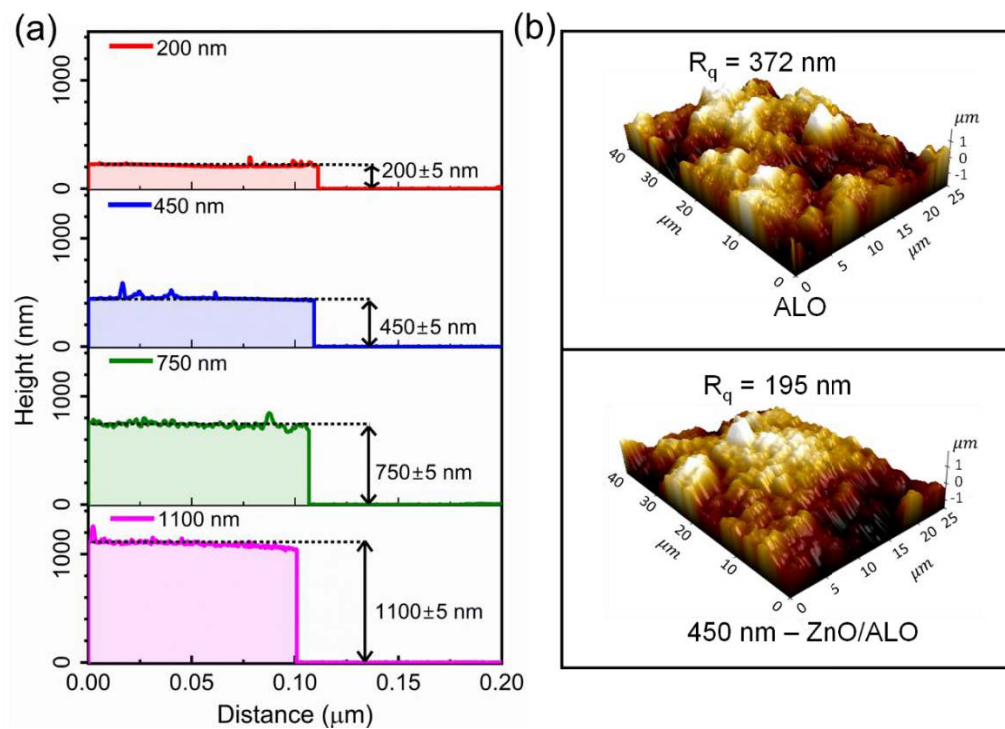 (a)
200 nm
1000
0
200±5 nm
450 nm
1000
0
450±5 nm
750 nm
1000
0
750±5 nm
1100 nm
1000
0
1100±5 nm
Height (nm)
0.00 0.05 0.10 0.15 0.20
Distance (μm)
(b)
Rq = 372 nm
μm
1
0
-1
40
30
20
10
0
μm
0
5
10
15
20
25
μm
ALO
Rq = 195 nm
μm
1
0
-1
40
30
20
10
0
μm
0
5
10
15
20
25
μm
450 nm – ZnO/ALO